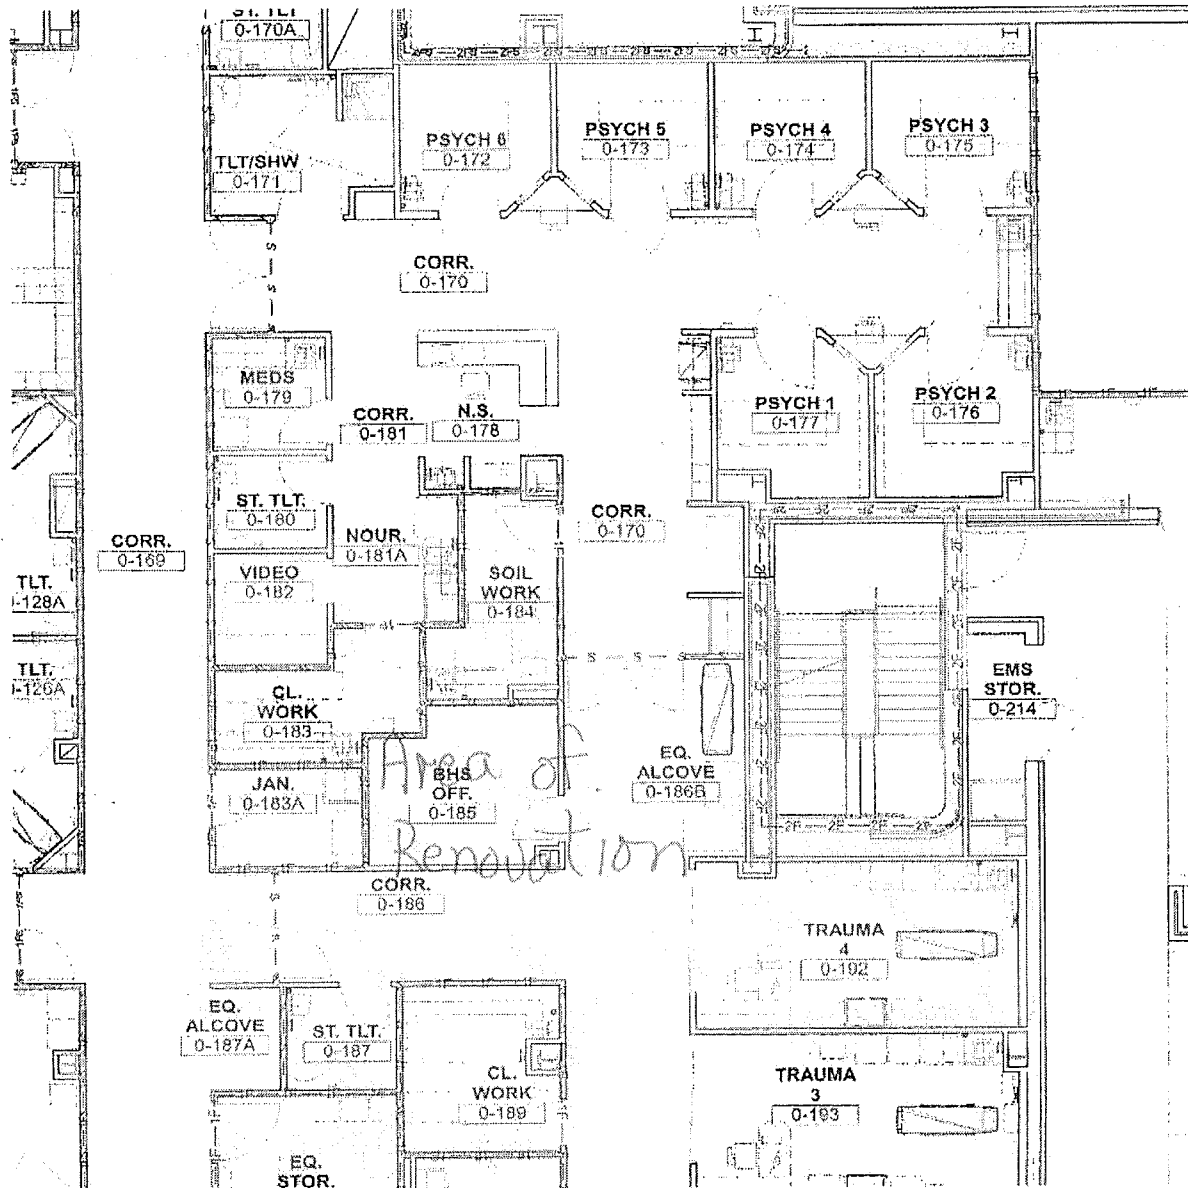 ST. TLT
0-170A
PSYCH 6
0-172
PSYCH 5
0-173
PSYCH 4
0-174
PSYCH 3
0-175
TLT/SHW
0-171
CORR.
0-170
MEDS
0-179
CORR.
0-181
N.S.
0-178
PSYCH 1
0-177
PSYCH 2
0-176
ST. TLT.
0-180
NOUR.
0-181A
CORR.
0-170
CORR.
0-169
VIDEO
0-182
SOIL
WORK
0-184
TLT.
-128A
TLT.
-126A
CL.
WORK
0-183
EMS
STOR.
0-214
JAN.
0-183A
BHS
OFF.
0-185
EQ.
ALCOVE
0-186B
Area of
Renovation
CORR.
0-186
TRAUMA
4
0-192
EQ.
ALCOVE
0-187A
ST. TLT.
0-187
CL.
WORK
0-189
TRAUMA
3
0-193
EQ.
STOR.